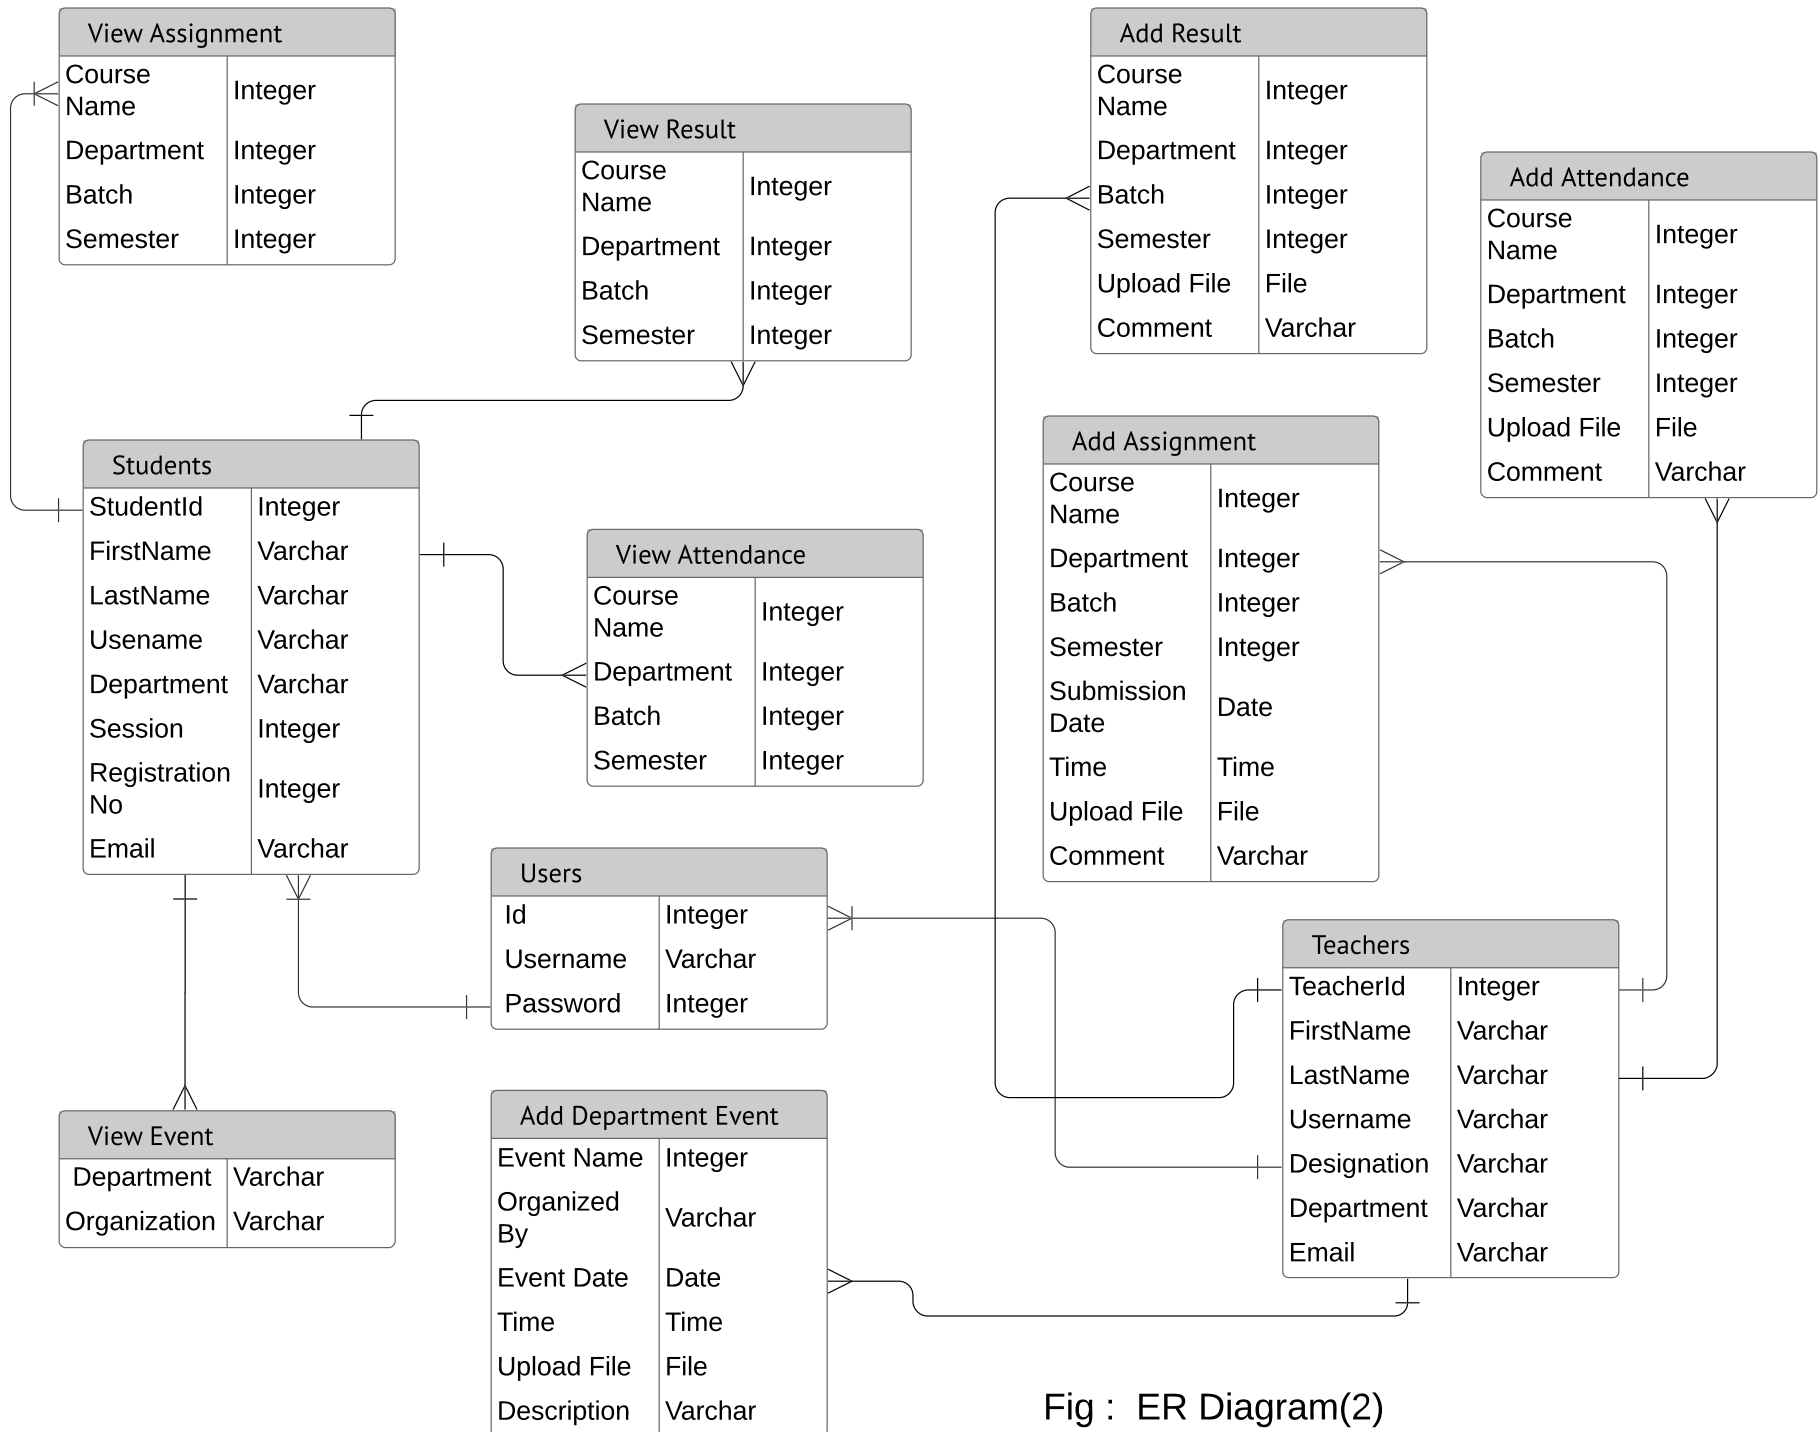 View Assignment
Course
Name
Integer
Department Integer
Batch Integer
Semester Integer
View Result
Course
Name
Integer
Department Integer
Batch Integer
Semester Integer
Add Result
Course
Name
Integer
Department Integer
Batch Integer
Semester Integer
Upload File File
Comment Varchar
Add Attendance
Course
Name
Integer
Department Integer
Batch Integer
Semester Integer
Upload File File
Comment Varchar
Students
StudentId Integer
FirstName Varchar
LastName Varchar
Usename Varchar
Department Varchar
Session Integer
Registration
No
Integer
Email Varchar
View Attendance
Course
Name
Integer
Department Integer
Batch Integer
Semester Integer
Add Assignment
Course
Name
Integer
Department Integer
Batch Integer
Semester Integer
Submission
Date
Date
Time Time
Upload File File
Comment Varchar
Users
Id Integer
Username Varchar
Password Integer
Teachers
TeacherId Integer
FirstName Varchar
LastName Varchar
Username Varchar
Designation Varchar
Department Varchar
Email Varchar
View Event
Department Varchar
Organization Varchar
Add Department Event
Event Name Integer
Organized
By
Varchar
Event Date Date
Time Time
Upload File File
Description Varchar
Fig : ER Diagram(2)